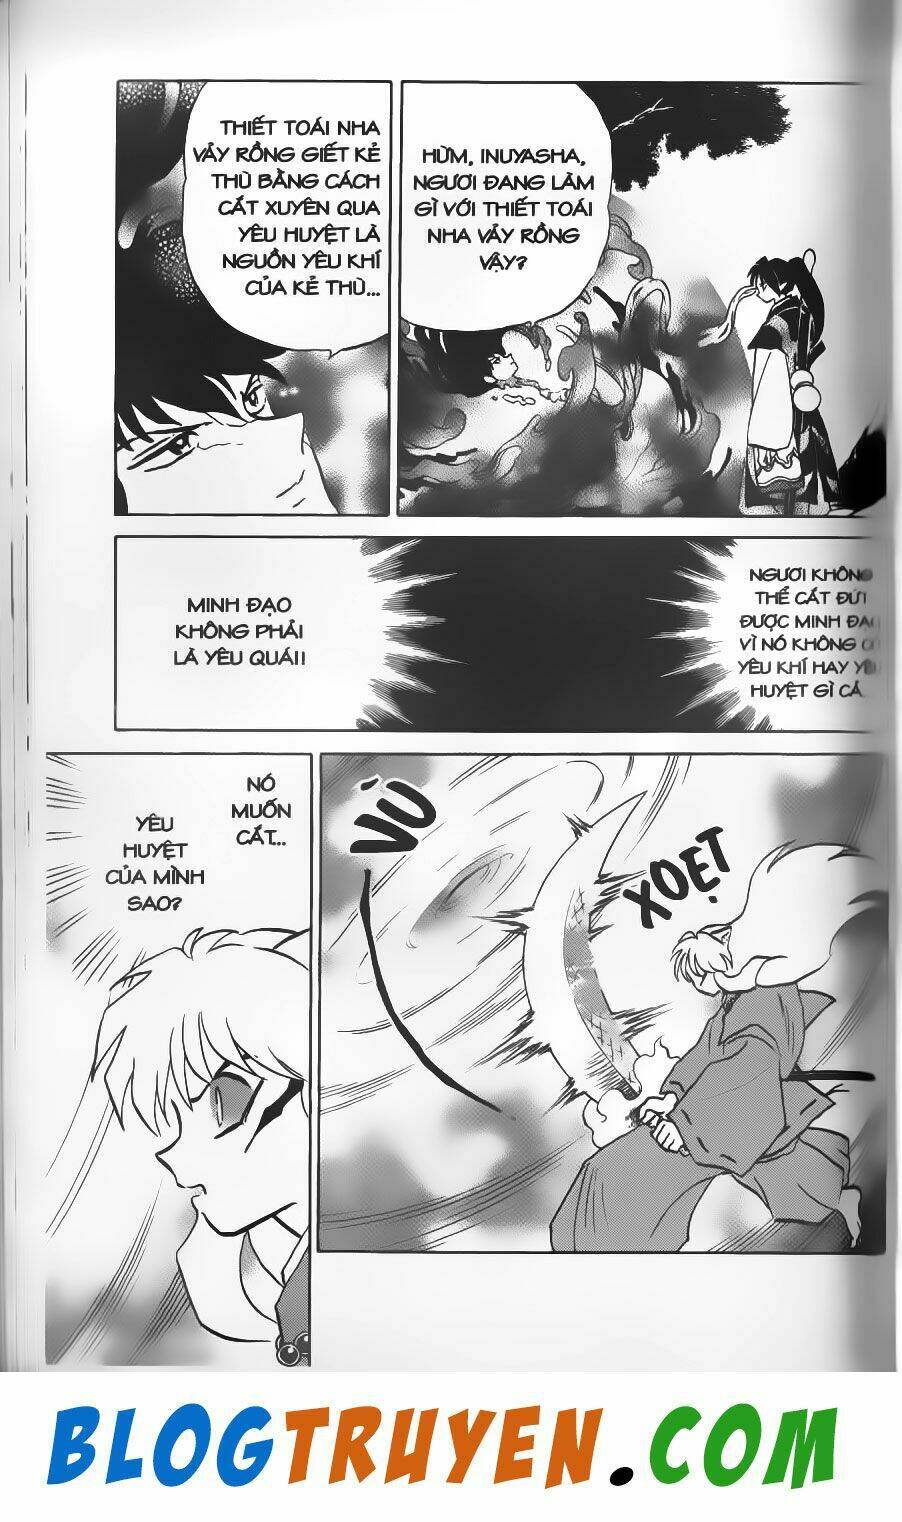 HỪM, INUYASHA,
NGƯƠI ĐANG LÀM
GÌ VỚI THIẾT TOÁI
NHA VẢY RỒNG
VẬY?
THIẾT TOÁI NHA
VẢY RỒNG GIẾT KẺ
THÙ BẰNG CÁCH
CẮT XUYÊN QUA
YÊU HUYỆT LÀ
NGUỒN YÊU KHÍ
CỦA KẺ THÙ...
NGƯƠI KHÔNG
THỂ CẮT ĐỨT
ĐƯỢC MINH ĐẠO
VÌ NÓ KHÔNG CÓ
YÊU KHÍ HAY YÊU
HUYỆT GÌ CẢ...
MINH ĐẠO
KHÔNG PHẢI
LÀ YÊU QUÁI!
VÙ
XOẸT
NÓ
MUỐN
CẮT...
YÊU
HUYỆT
CỦA MÌNH
SAO?
BLOGTRUYEN.COM